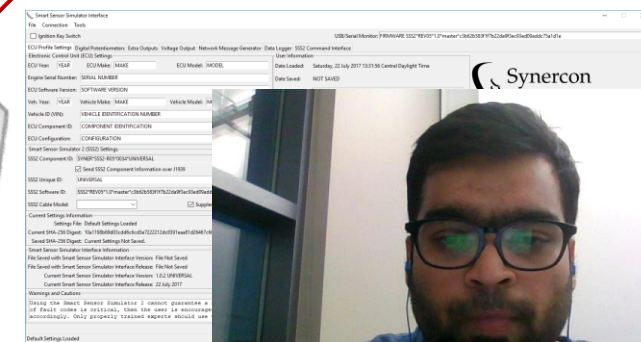 Smart Sensor Simulator Interface
File Connection Tools
Ignition Key Switch USB/Serial Monitor:
ECU Profile Settings Digital Potentiometers Extra Outputs Voltage Output Network Message Generator Data Logger SSS2 Command Interface
Electronic Control Unit (ECU) Settings User Information
ECU Year: YEAR ECU Make: MAKE ECU Model: MODEL Date Loaded: Saturday, 22 July 2017 13:31:56 Central Daylight Time
Engine Serial Number: SERIAL NUMBER Date Saved: NOT SAVED
Synercon
ECU Software Version: SOFTWARE VERSION
Veh. Year: YEAR Vehicle Make: MAKE Vehicle Model:
Vehicle ID (VIN): VEHICLE IDENTIFICATION NUMBER
ECU Component ID: COMPONENT IDENTIFICATION
ECU Configuration: CONFIGURATION
Smart Sensor Simulator 2 (SSS2) Settings
SSS2 Component ID: SYNER*SSS2-R05*0034*UNIVERSAL
Send SSS2 Component Information over J1939
SSS2 Unique ID: UNIVERSAL
SSS2 Software ID:
SSS2 Cable Model:
Current Settings Information
Settings File: Default Settings Loaded
Current SHA-256 Digest:
Saved SHA-256 Digest: Current Settings Not Saved.
Smart Sensor Simulator Interface Information
File Saved with Smart Sensor Simulator Interface Version: File Not Saved
File Saved with Smart Sensor Simulator Interface Release: File Not Saved
Current Smart Sensor Simulator Interface Version: 1.0.2 UNIVERSAL
Current Smart Sensor Simulator Interface Release: 22 July 2017
Warnings and Cautions
Using the Smart Sensor Simulator 2 cannot guarantee a
of fault codes is critical, then the user is encourage
accordingly. Only properly trained experts should use
Default Settings Loaded